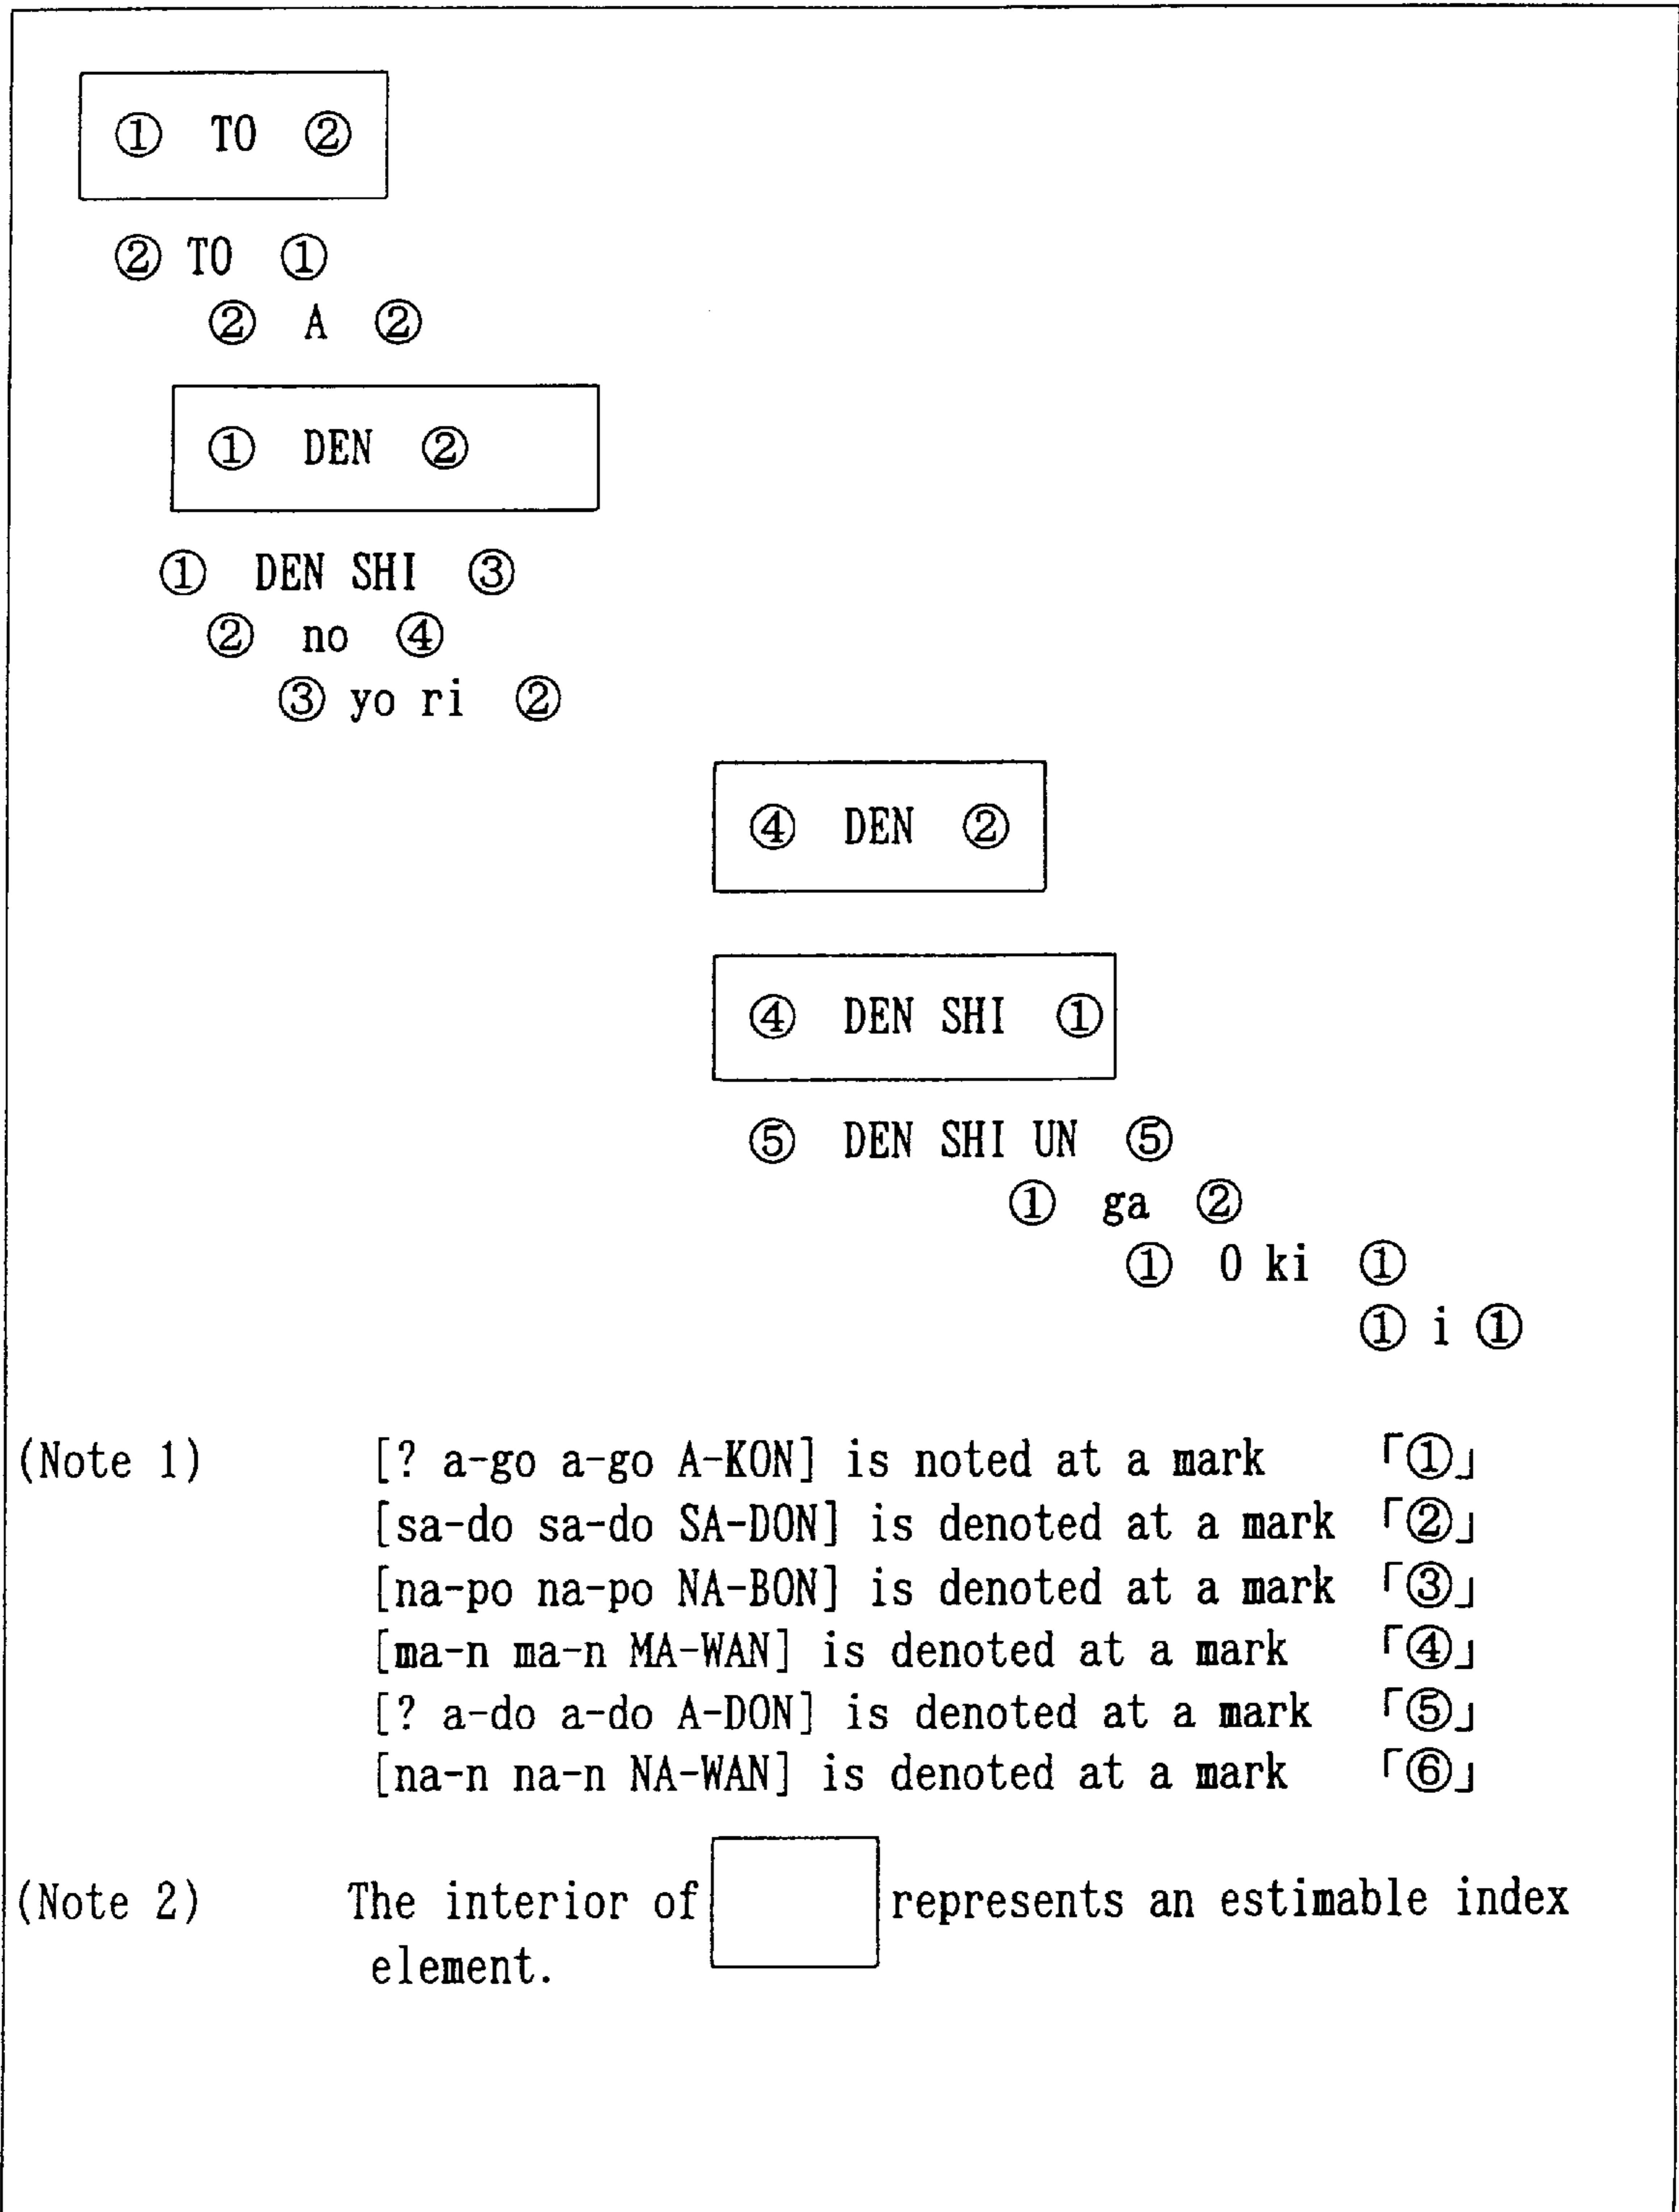 ① TO ②
② TO ①
② A ②
① DEN ②
① DEN SHI ③
② no ④
③ yo ri ②
④ DEN ②
④ DEN SHI ①
⑤ DEN SHI UN ⑤
① ga ②
① O ki ①
① i ①
(Note 1) [? a-go a-go A-KON] is noted at a mark 「①」
[sa-do sa-do SA-DON] is denoted at a mark 「②」
[na-po na-po NA-BON] is denoted at a mark 「③」
[ma-n ma-n MA-WAN] is denoted at a mark 「④」
[? a-do a-do A-DON] is denoted at a mark 「⑤」
[na-n na-n NA-WAN] is denoted at a mark 「⑥」
(Note 2) The interior of represents an estimable index
element.